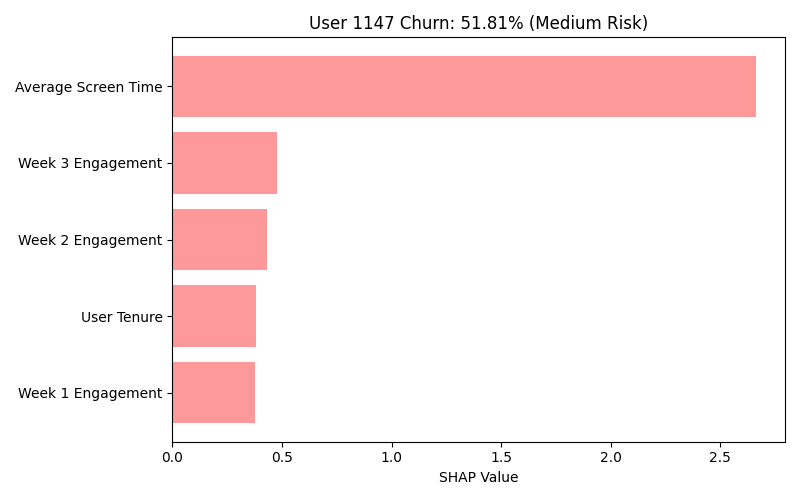 User 1147 Churn: 51.81% (Medium Risk)
Average Screen Time
Week 3 Engagement
Week 2 Engagement
User Tenure
Week 1 Engagement
0.0 0.5 1.0 1.5 2.0 2.5
SHAP Value